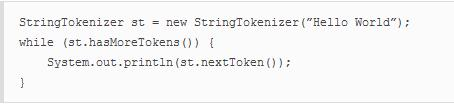 StringTokenizer st = new StringTokenizer(”Hello World”);
while (st.hasMoreTokens()) {
    System.out.println(st.nextToken());
}